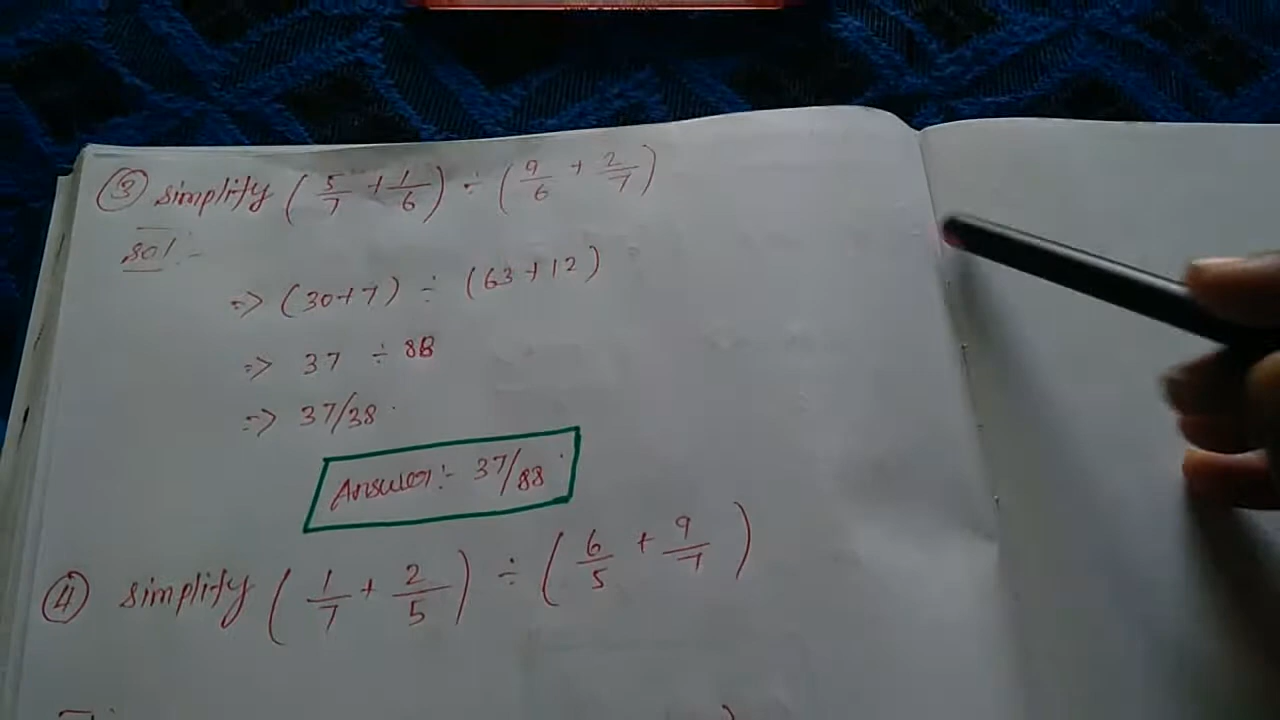 ③ simplify (5/7 + 1/6) ÷ (9/6 + 2/7)
Sol:-
=> (30+7) ÷ (63+12)
=> 37 ÷ 88
=> 37/38.
Answer:- 37/88
④ simplify (1/7 + 2/5) ÷ (6/5 + 9/7)